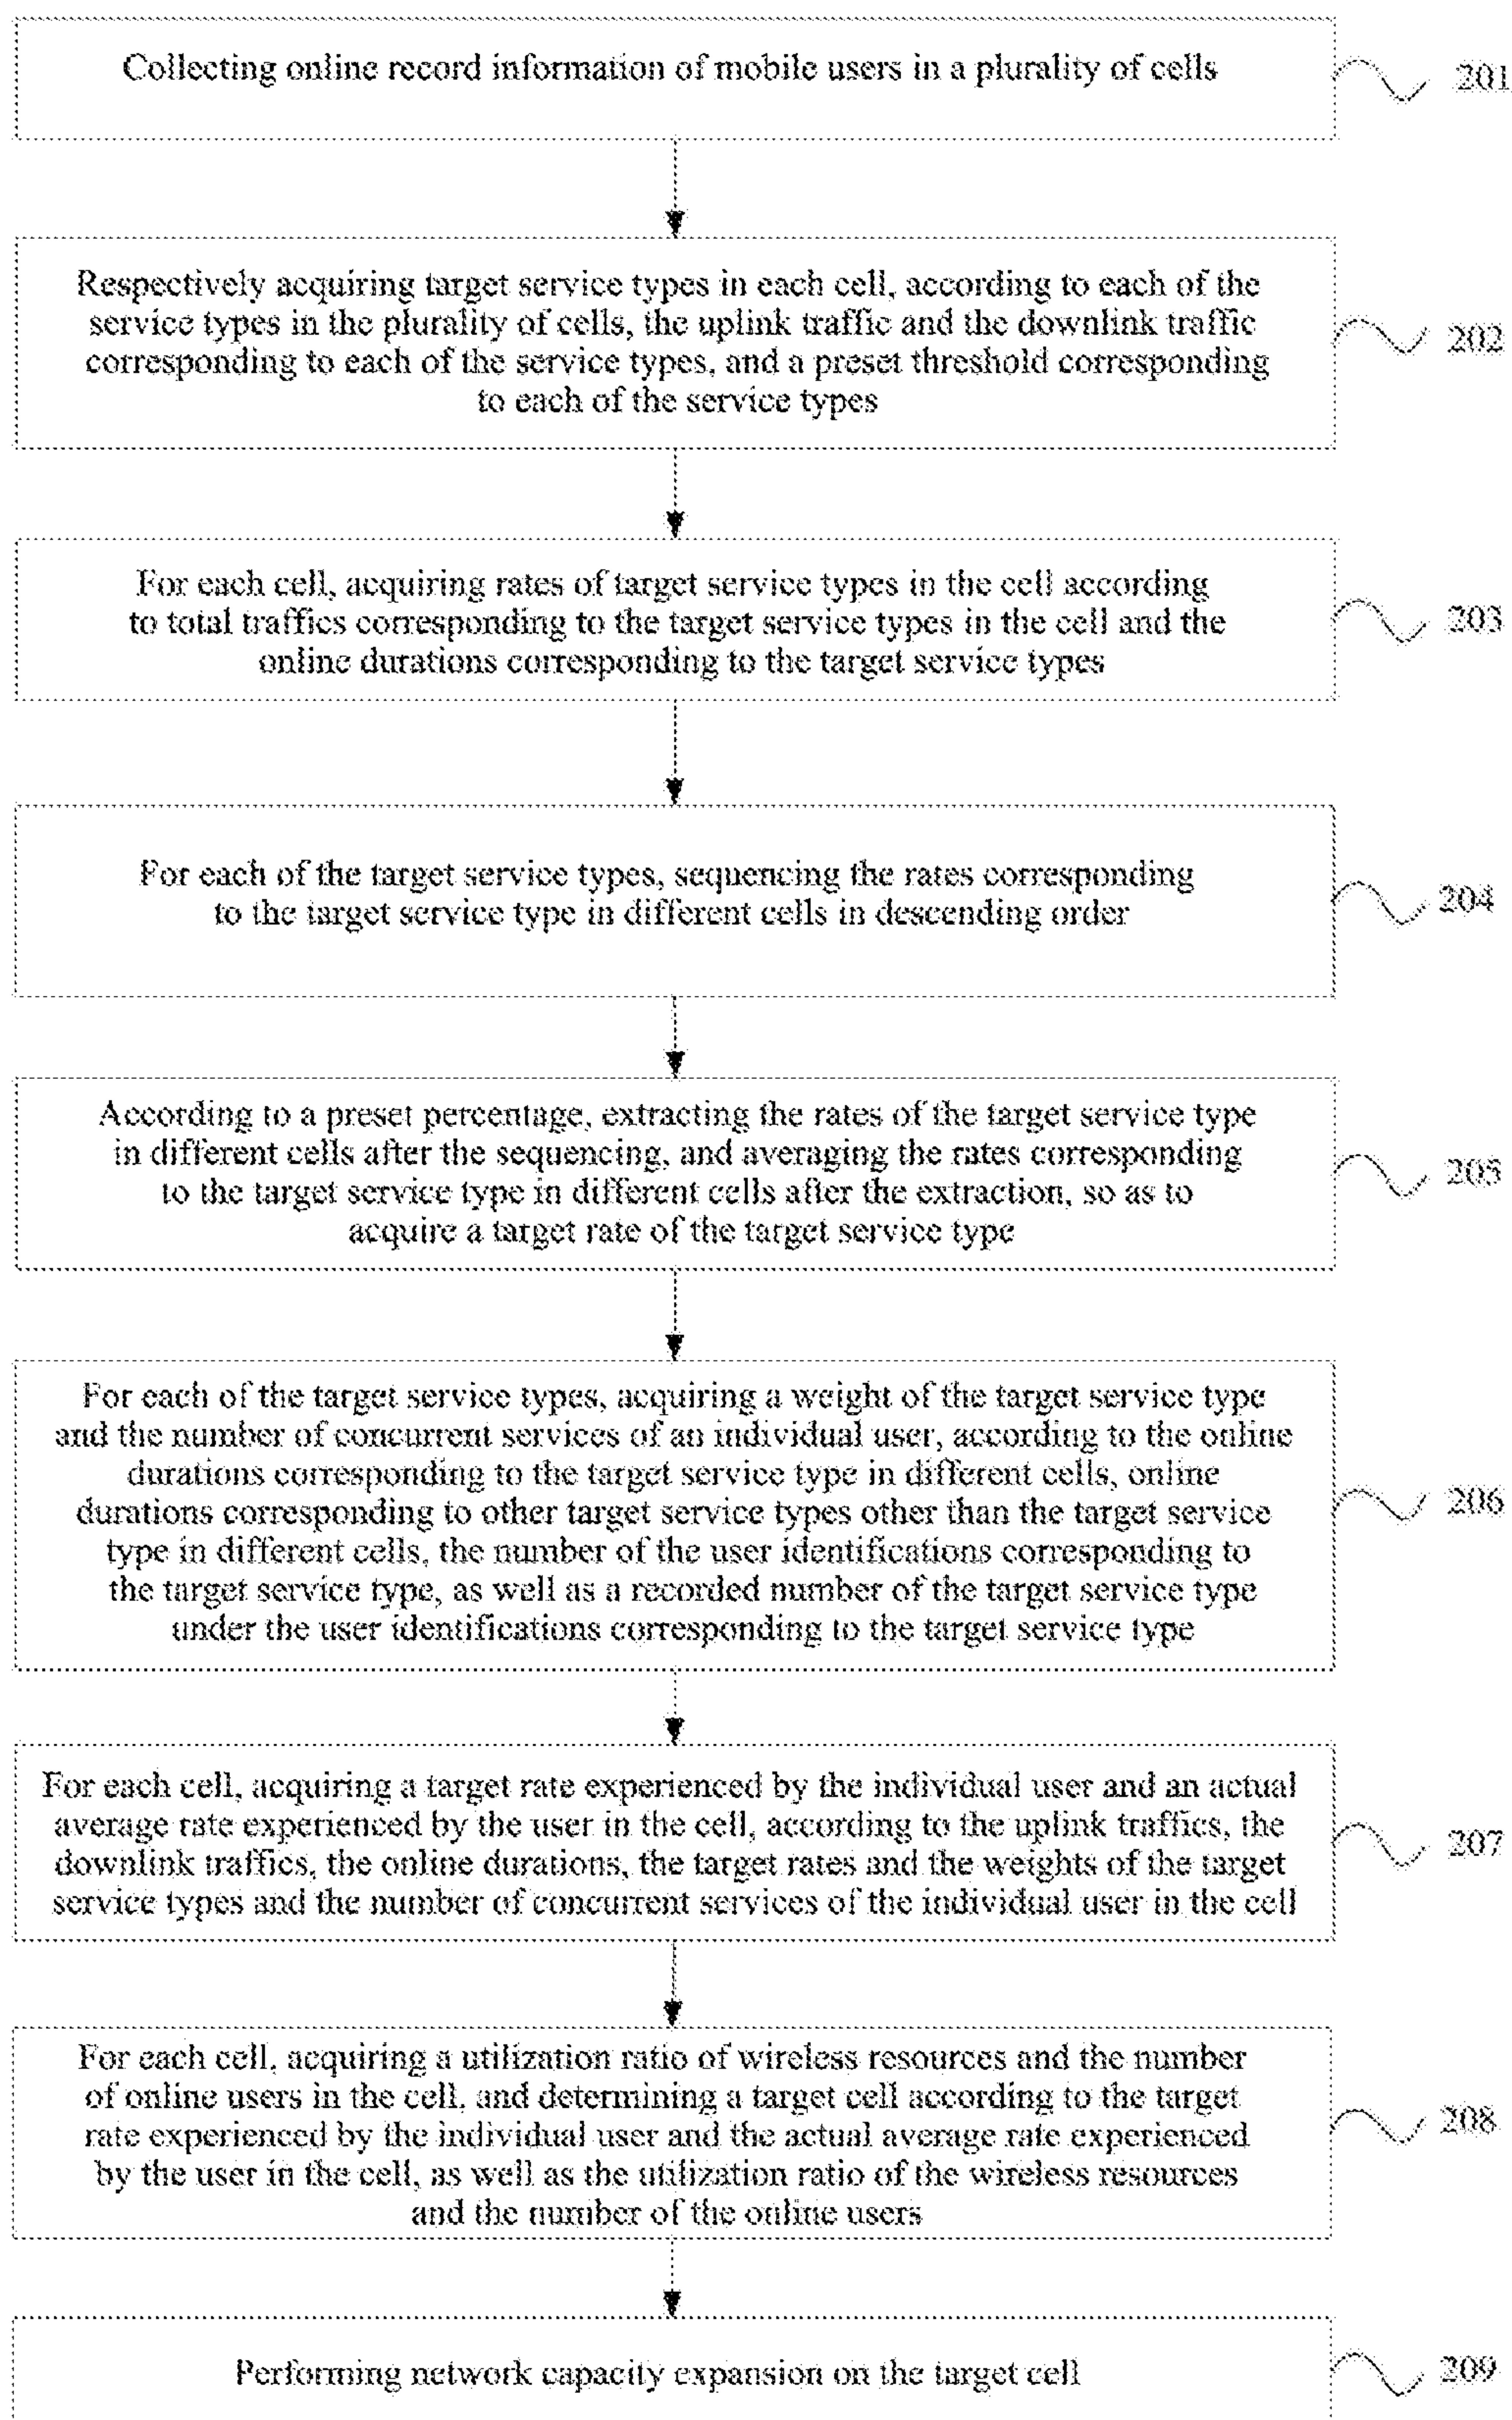 Collecting online record information of mobile users in a plurality of cells
201
Respectively acquiring target service types in each cell, according to each of the
service types in the plurality of cells, the uplink traffic and the downlink traffic
corresponding to each of the service types, and a preset threshold corresponding
to each of the service types
202
For each cell, acquiring rates of target service types in the cell according
to total traffics corresponding to the target service types in the cell and the
online durations corresponding to the target service types
203
For each of the target service types, sequencing the rates corresponding
to the target service type in different cells in descending order
204
According to a preset percentage, extracting the rates of the target service type
in different cells after the sequencing, and averaging the rates corresponding
to the target service type in different cells after the extraction, so as to
acquire a target rate of the target service type
205
For each of the target service types, acquiring a weight of the target service type
and the number of concurrent services of an individual user, according to the online
durations corresponding to the target service type in different cells, online
durations corresponding to other target service types other than the target service
type in different cells, the number of the user identifications corresponding to
the target service type, as well as a recorded number of the target service type
under the user identifications corresponding to the target service type
206
For each cell, acquiring a target rate experienced by the individual user and an actual
average rate experienced by the user in the cell, according to the uplink traffics, the
downlink traffics, the online durations, the target rates and the weights of the target
service types and the number of concurrent services of the individual user in the cell
207
For each cell, acquiring a utilization ratio of wireless resources and the number
of online users in the cell, and determining a target cell according to the target
rate experienced by the individual user and the actual average rate experienced
by the user in the cell, as well as the utilization ratio of the wireless resources
and the number of the online users
208
Performing network capacity expansion on the target cell
209